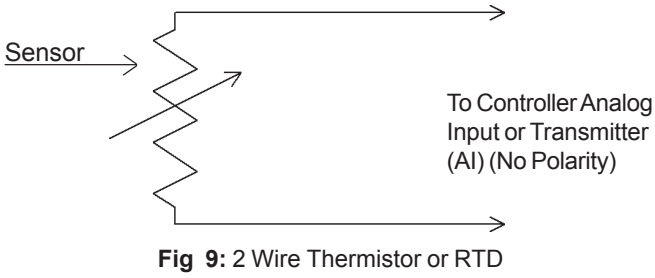 Sensor
To Controller Analog
Input or Transmitter
(AI) (No Polarity)
Fig 9: 2 Wire Thermistor or RTD